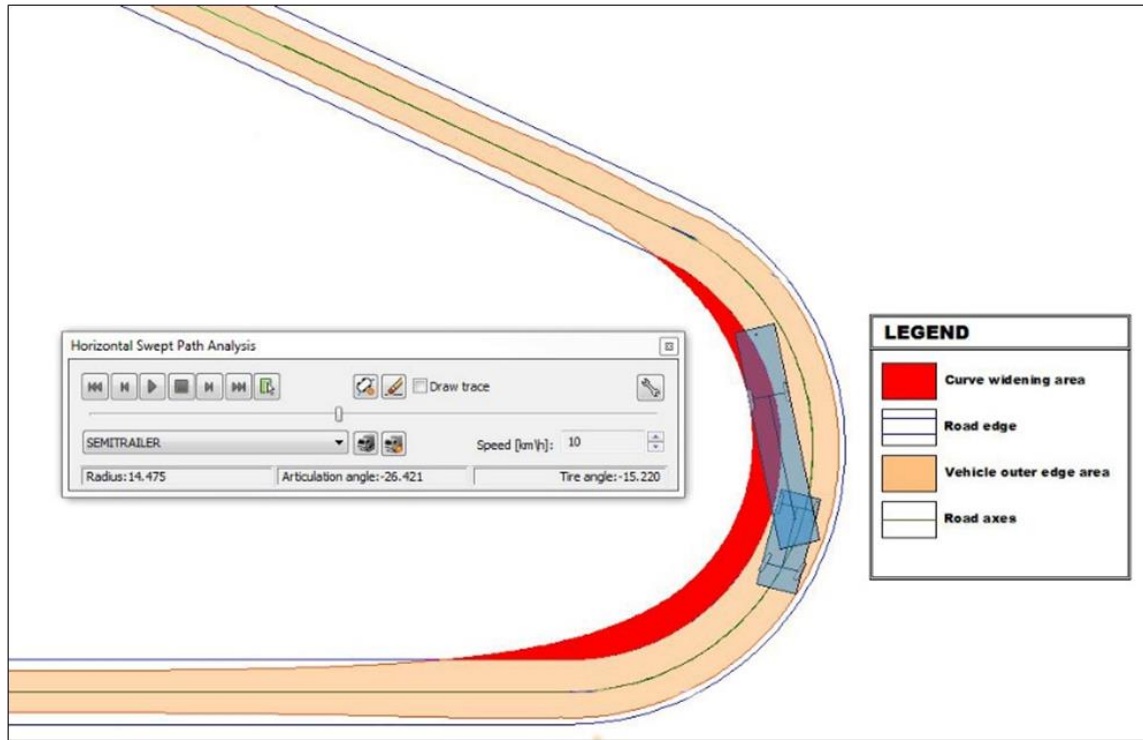 Horizontal Swept Path Analysis
Draw trace
SEMITRAILER
Speed [km\h]: 10
Radius:14.475 Articulation angle:-26.421 Tire angle:-15.220
LEGEND
Curve widening area
Road edge
Vehicle outer edge area
Road axes